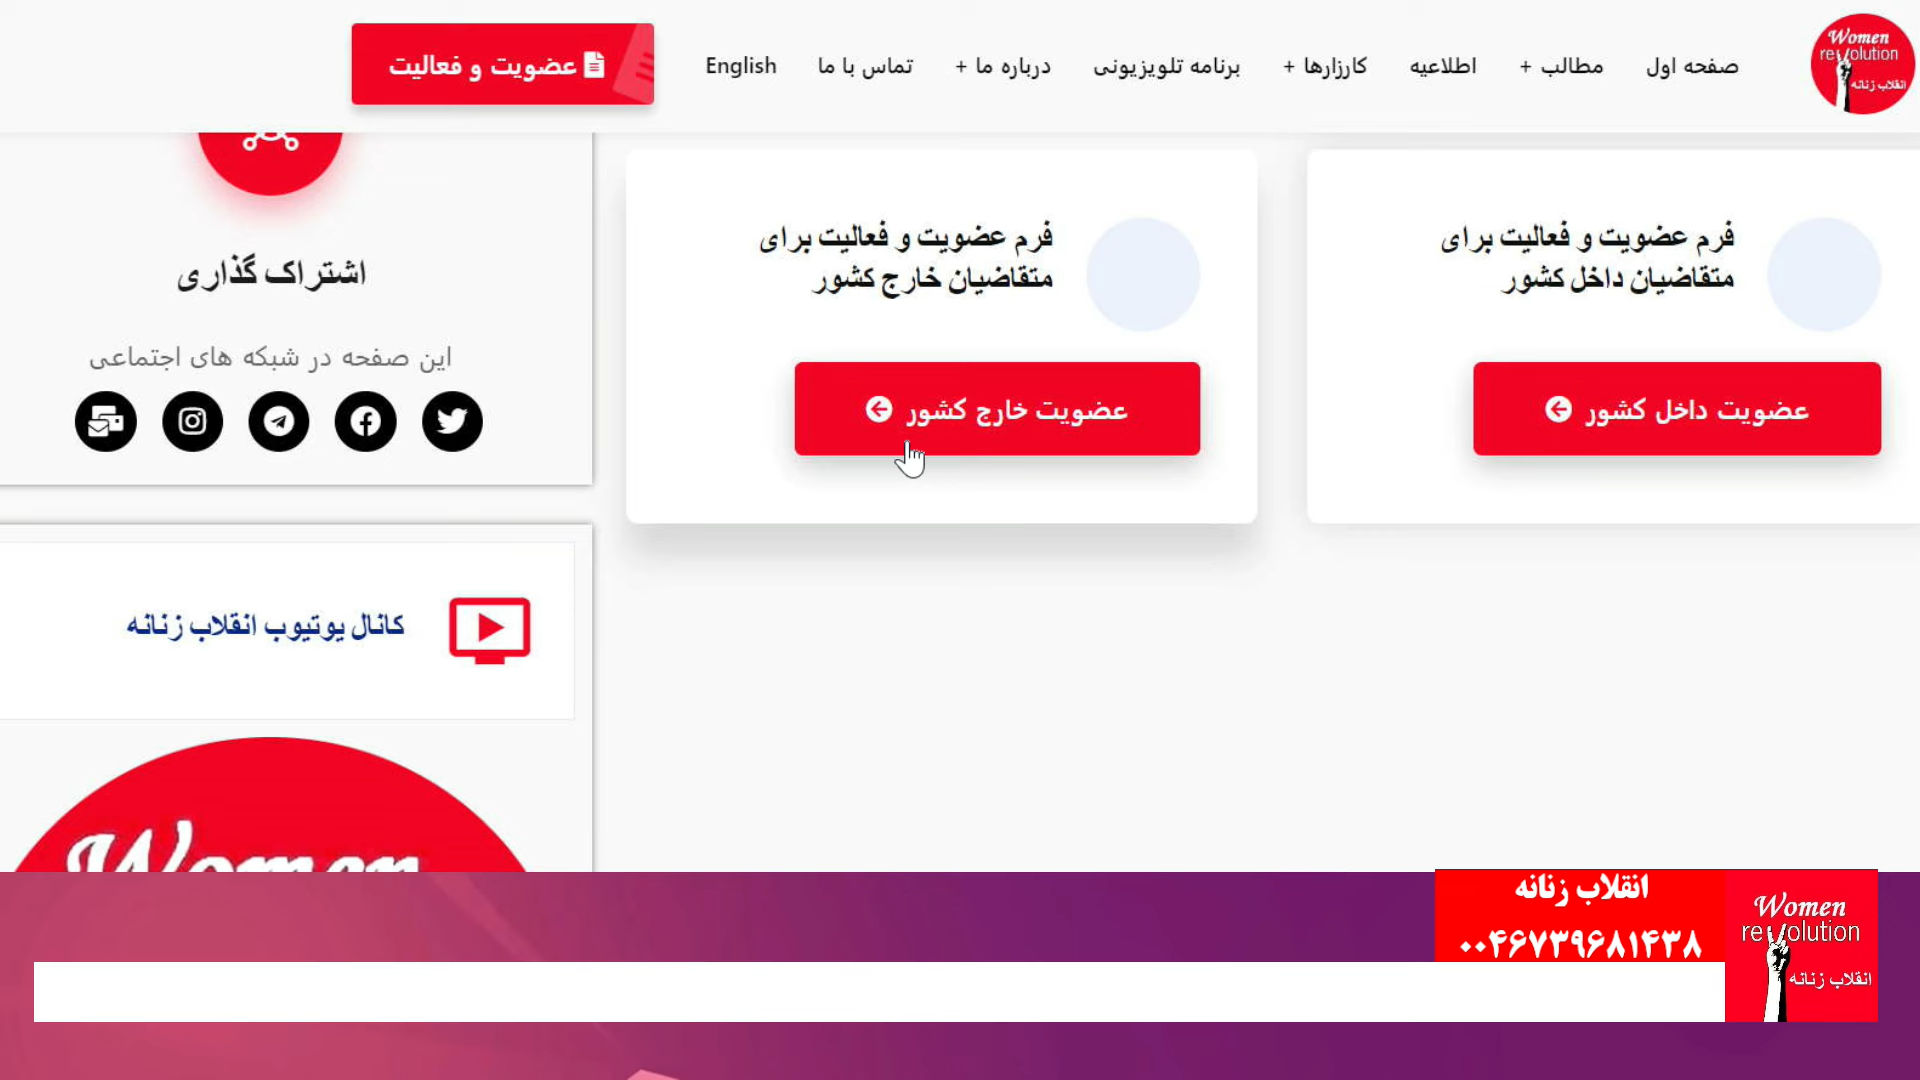 Women
revolution
انقلاب زنانه
صفحه اول
مطالب +
اطلاعیه
کارزارها +
برنامه تلویزیونی
درباره ما +
تماس با ما
English
عضویت و فعالیت
فرم عضویت و فعالیت برای
متقاضیان داخل کشور
عضویت داخل کشور
فرم عضویت و فعالیت برای
متقاضیان خارج کشور
عضویت خارج کشور
اشتراک گذاری
این صفحه در شبکه های اجتماعی
کانال یوتیوب انقلاب زنانه
Women
انقلاب زنانه
۰۰۴۶۷۳۹۶۸۱۴۳۸
Women
revolution
انقلاب زنانه